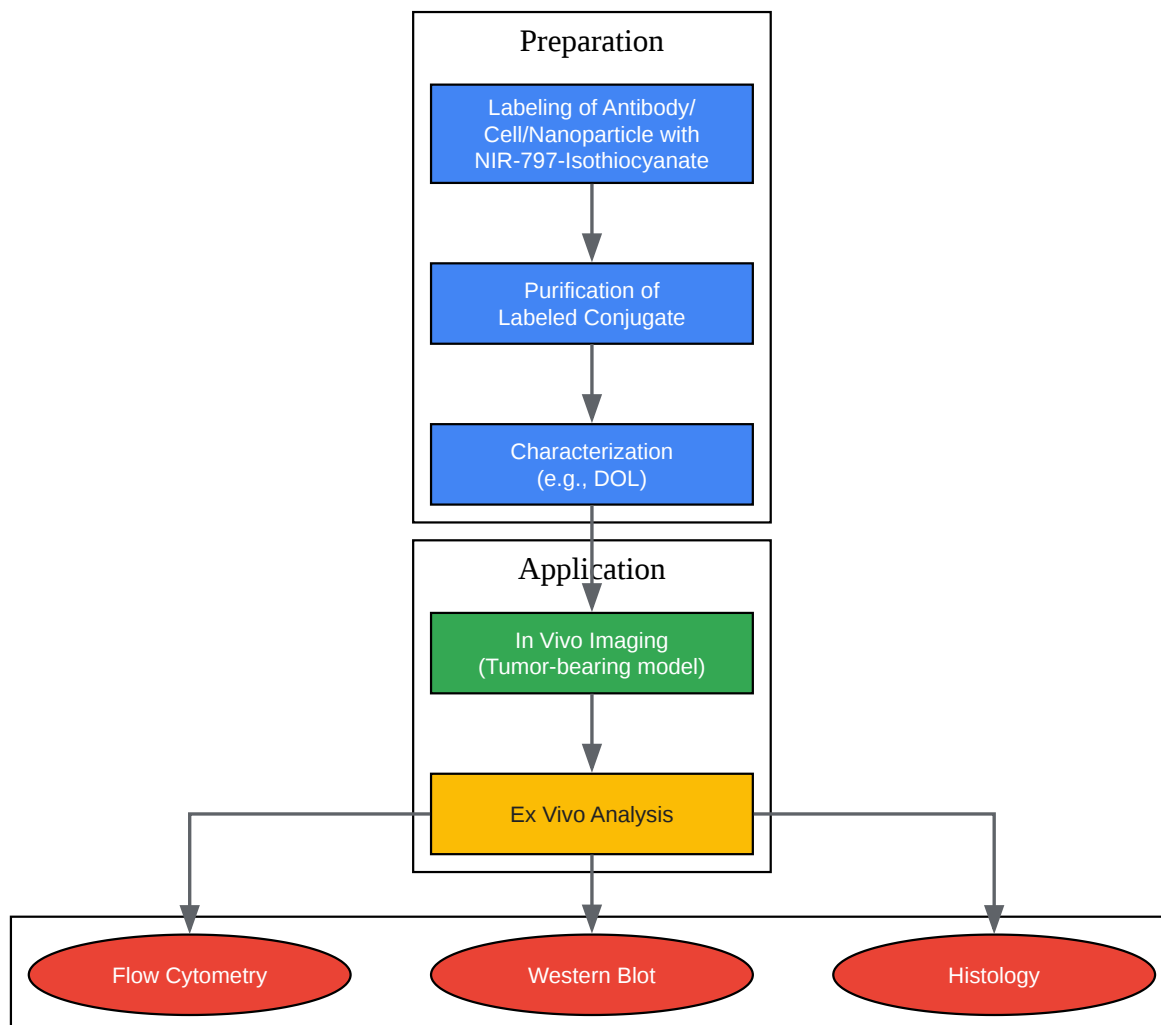 Preparation
Labeling of Antibody/
Cell/Nanoparticle with
NIR-797-Isothiocyanate
Purification of
Labeled Conjugate
Characterization
(e.g., DOL)
Application
In Vivo Imaging
(Tumor-bearing model)
Ex Vivo Analysis
Flow Cytometry
Western Blot
Histology